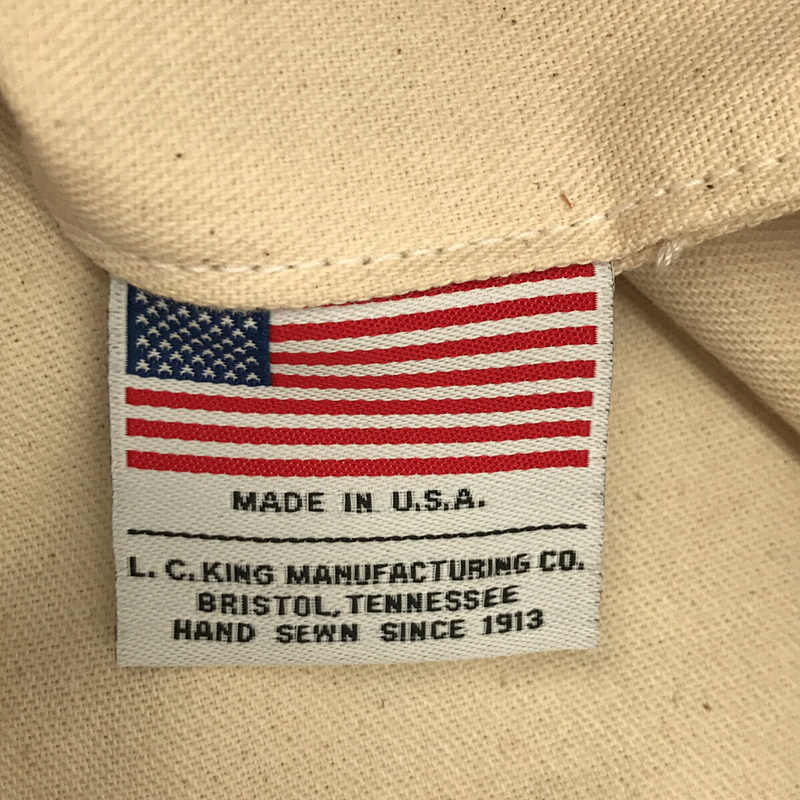 MADE IN U.S.A.
L. C. KING MANUFACTURING CO.
BRISTOL, TENNESSEE
HAND SEWN SINCE 1913